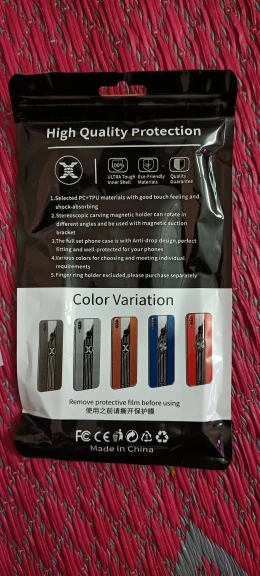 High Quality Protection
X
100%
ULTRA Tough
Inner Shell
Eco-Friendly
Materials
Quality
Guarantee
1.Selected PC+TPU materials with good touch feeling and
shock-absorbing
2.Stereoscopic carving magnetic holder can rotate in
different angles and be used with magnetic suction
bracket
3.The full set phone case is with Anti-drop design,perfect
fitting and well-protected for your phones
4.Various colors for choosing and meeting individual
requirements
5.Finger ring holder excluded,please purchase separately
Color Variation
Remove protective film before using
使用之前请撕开保护膜
FC CE
Made in China